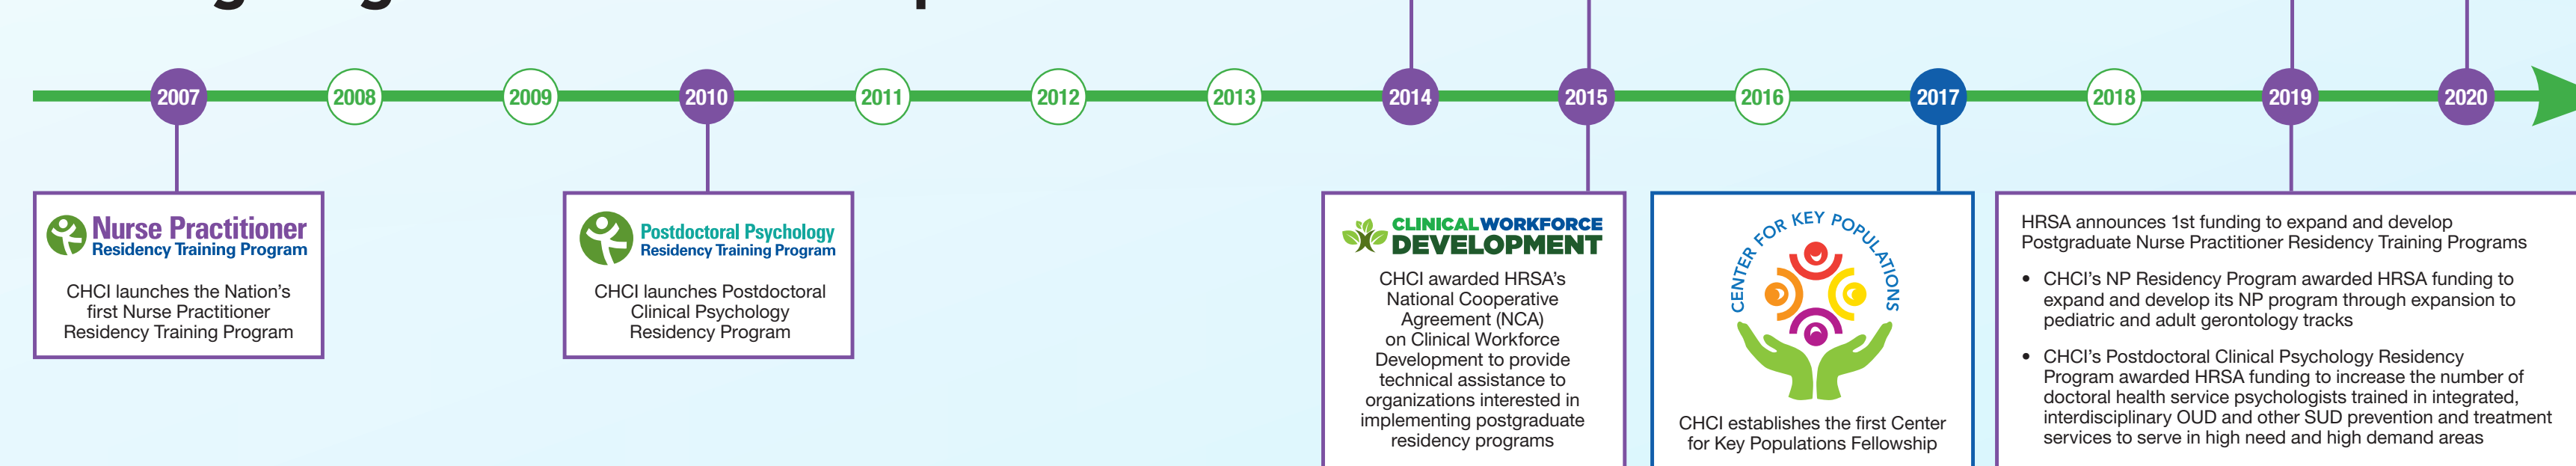 2007
2008
2009
2010
2011
2012
2013
2014
2015
2016
2017
2018
2019
2020
Nurse Practitioner
Residency Training Program
CHCI launches the Nation’s
first Nurse Practitioner
Residency Training Program
Postdoctoral Psychology
Residency Training Program
CHCI launches Postdoctoral
Clinical Psychology
Residency Program
CLINICAL WORKFORCE
DEVELOPMENT
CHCI awarded HRSA’s
National Cooperative
Agreement (NCA)
on Clinical Workforce
Development to provide
technical assistance to
organizations interested in
implementing postgraduate
residency programs
CENTER FOR KEY POPULATIONS
CHCI establishes the first Center
for Key Populations Fellowship
HRSA announces 1st funding to expand and develop
Postgraduate Nurse Practitioner Residency Training Programs
• CHCI’s NP Residency Program awarded HRSA funding to
expand and develop its NP program through expansion to
pediatric and adult gerontology tracks
• CHCI’s Postdoctoral Clinical Psychology Residency
Program awarded HRSA funding to increase the number of
doctoral health service psychologists trained in integrated,
interdisciplinary OUD and other SUD prevention and treatment
services to serve in high need and high demand areas